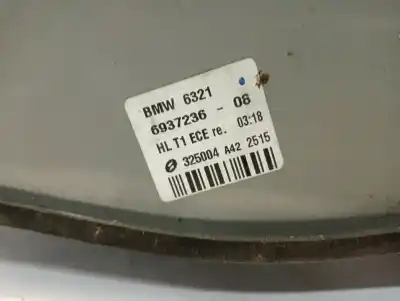 BMW 6321
6937236 - 08
HL T1 ECE re. 03:18
325004 A42 2515